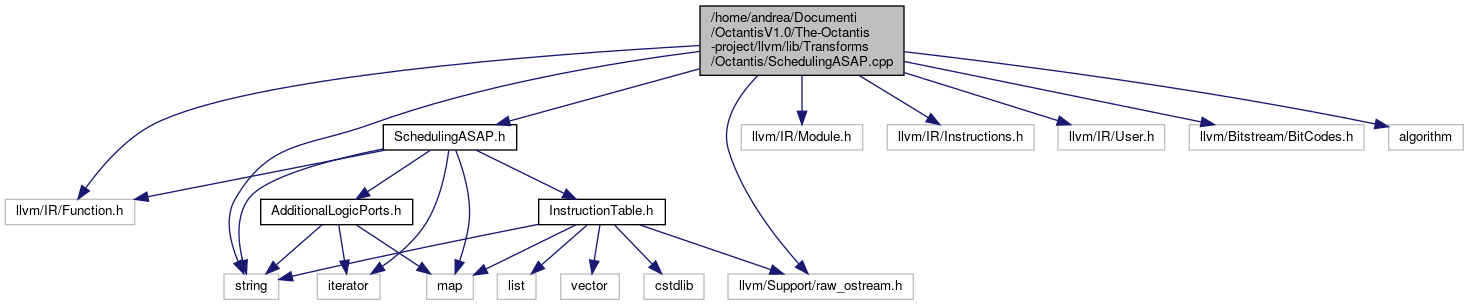 /home/andrea/Documenti
/OctantisV1.0/The-Octantis
-project/llvm/lib/Transforms
/Octantis/SchedulingASAP.cpp
SchedulingASAP.h
llvm/IR/Module.h
llvm/IR/Instructions.h
llvm/IR/User.h
llvm/Bitstream/BitCodes.h
algorithm
llvm/IR/Function.h
AdditionalLogicPorts.h
InstructionTable.h
string
iterator
map
list
vector
cstdlib
llvm/Support/raw_ostream.h